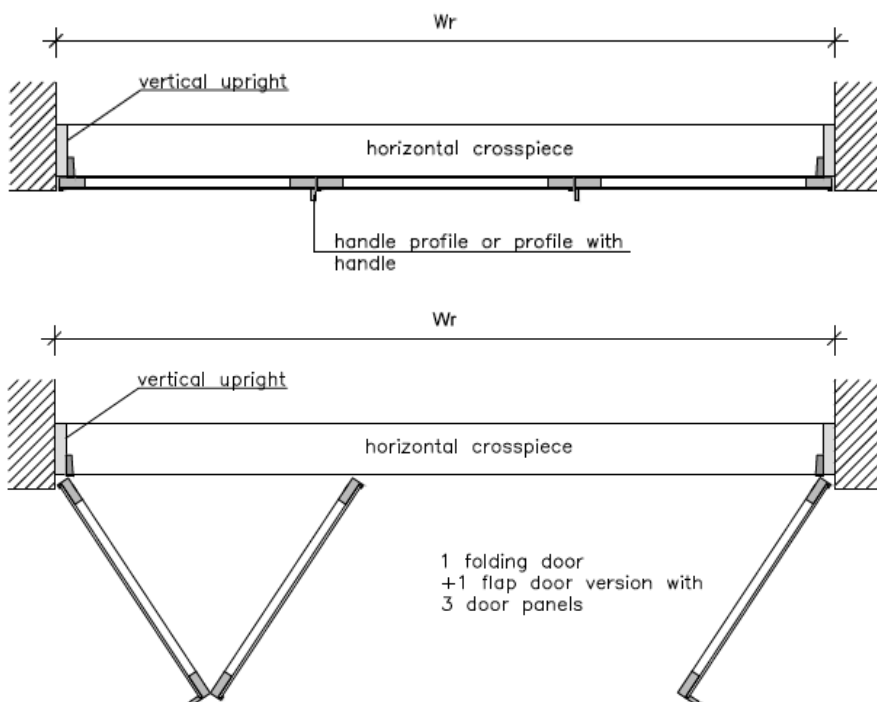 Wr
vertical upright
horizontal crosspiece
handle profile or profile with
handle
Wr
vertical upright
horizontal crosspiece
1 folding door
+1 flap door version with
3 door panels